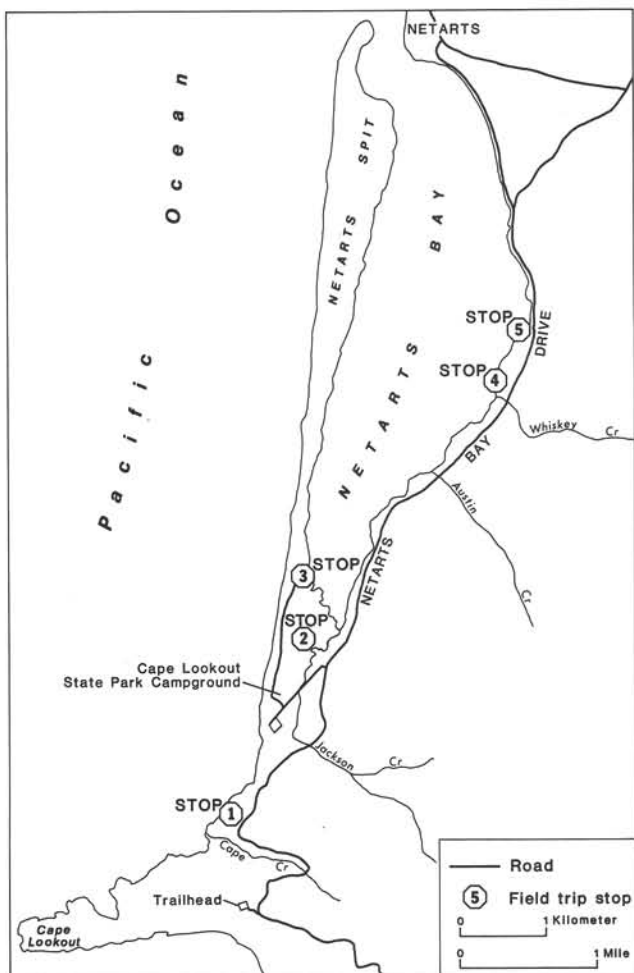 NETARTS
Pacific Ocean
NETARTS SPIT
NETARTS BAY
STOP
5
DRIVE
STOP
4
Whiskey Cr
BAY
Austin
Cr
NETARTS
STOP
3
STOP
2
Cape Lookout
State Park Campground
Jackson Cr
STOP
1
Cape
Cr
Trailhead
Cape
Lookout
Road
5 Field trip stop
0 1 Kilometer
0 1 Mile